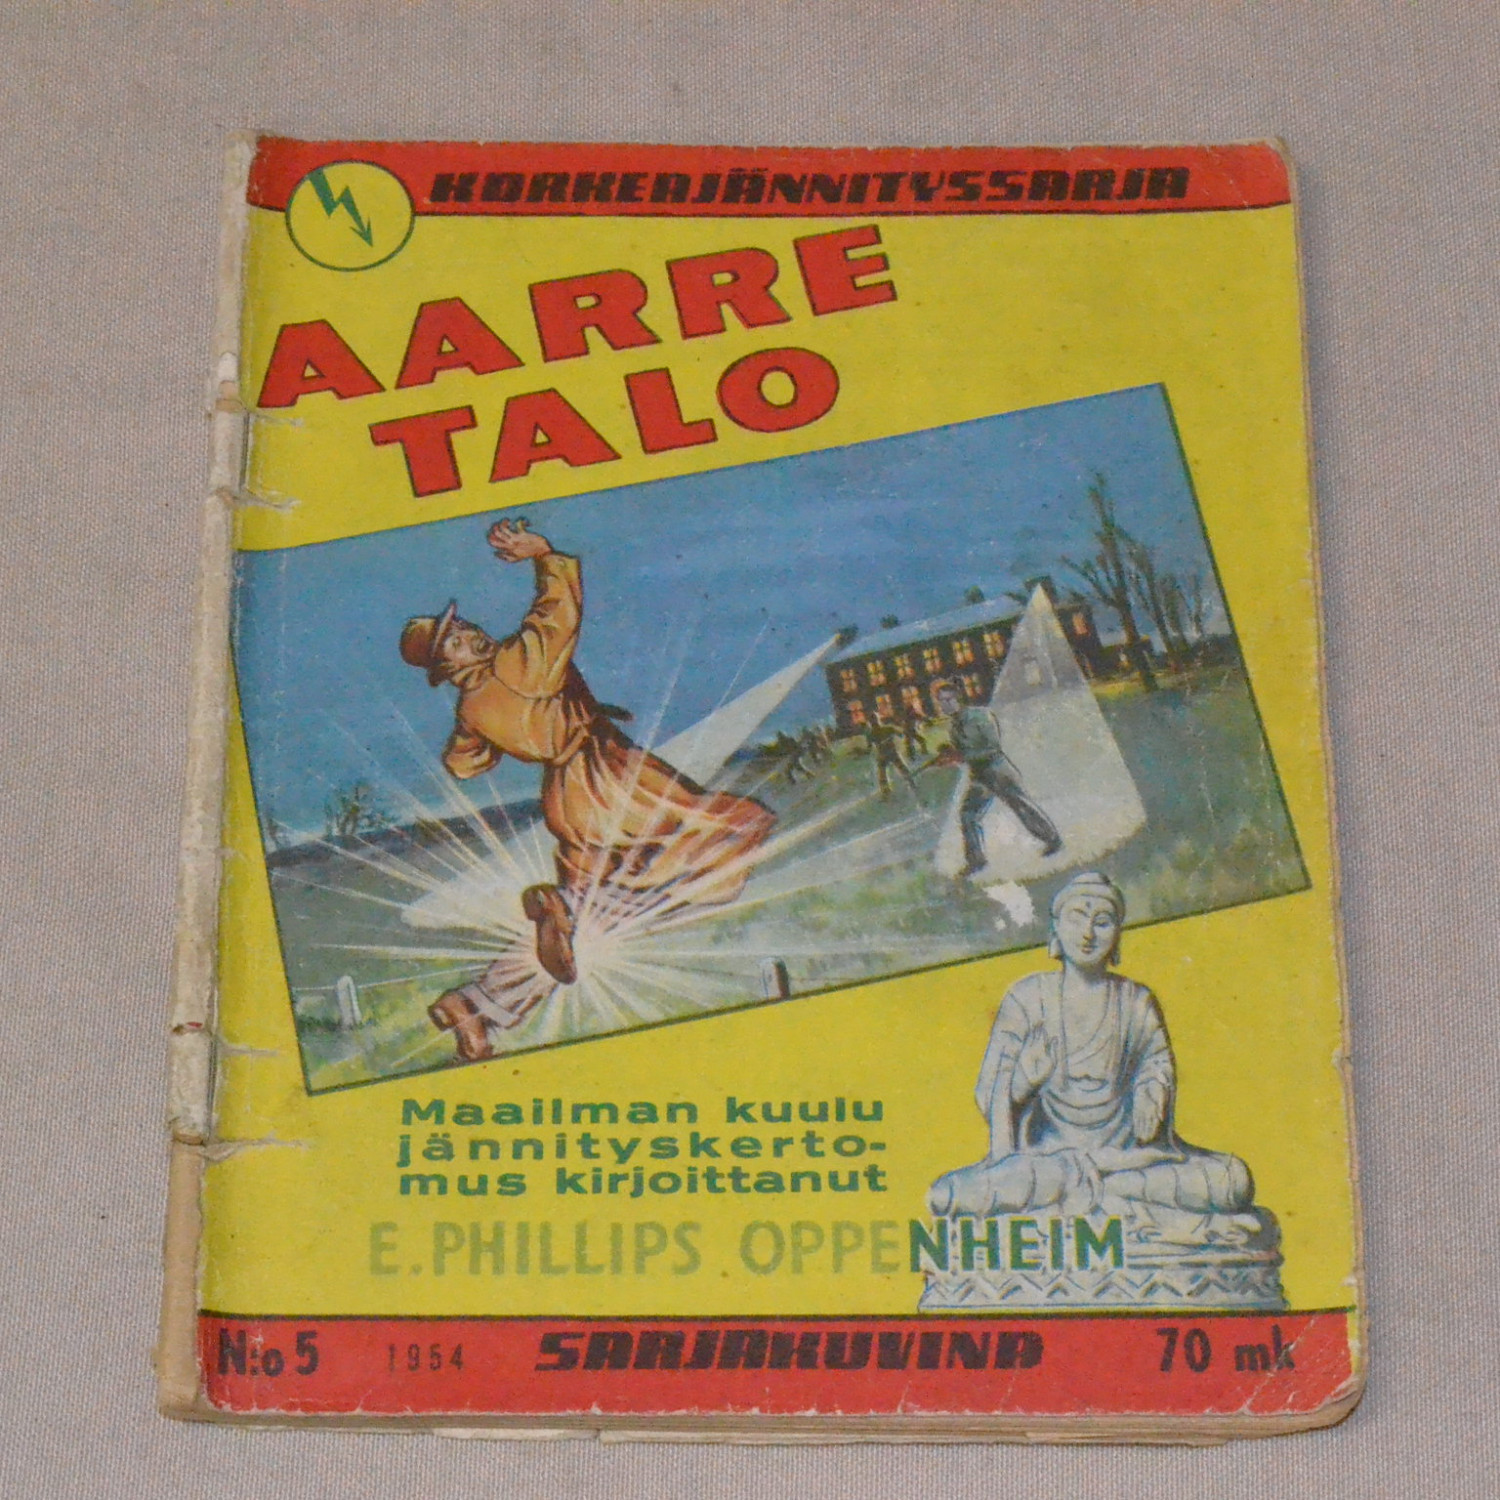 KORKEAJÄNNITYSSARJA
AARRE
TALO
Maailman kuulu
jännityskerto-
mus kirjoittanut
E. PHILLIPS OPPENHEIM
N:o 5 1954 SARJAKUVINA 70 mk